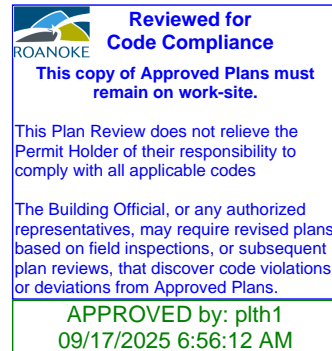 Reviewed for
Code Compliance
ROANOKE
This copy of Approved Plans must
remain on work-site.
This Plan Review does not relieve the
Permit Holder of their responsibility to
comply with all applicable codes
The Building Official, or any authorized
representatives, may require revised plans
based on field inspections, or subsequent
plan reviews, that discover code violations
or deviations from Approved Plans.
APPROVED by: plth1
09/17/2025 6:56:12 AM